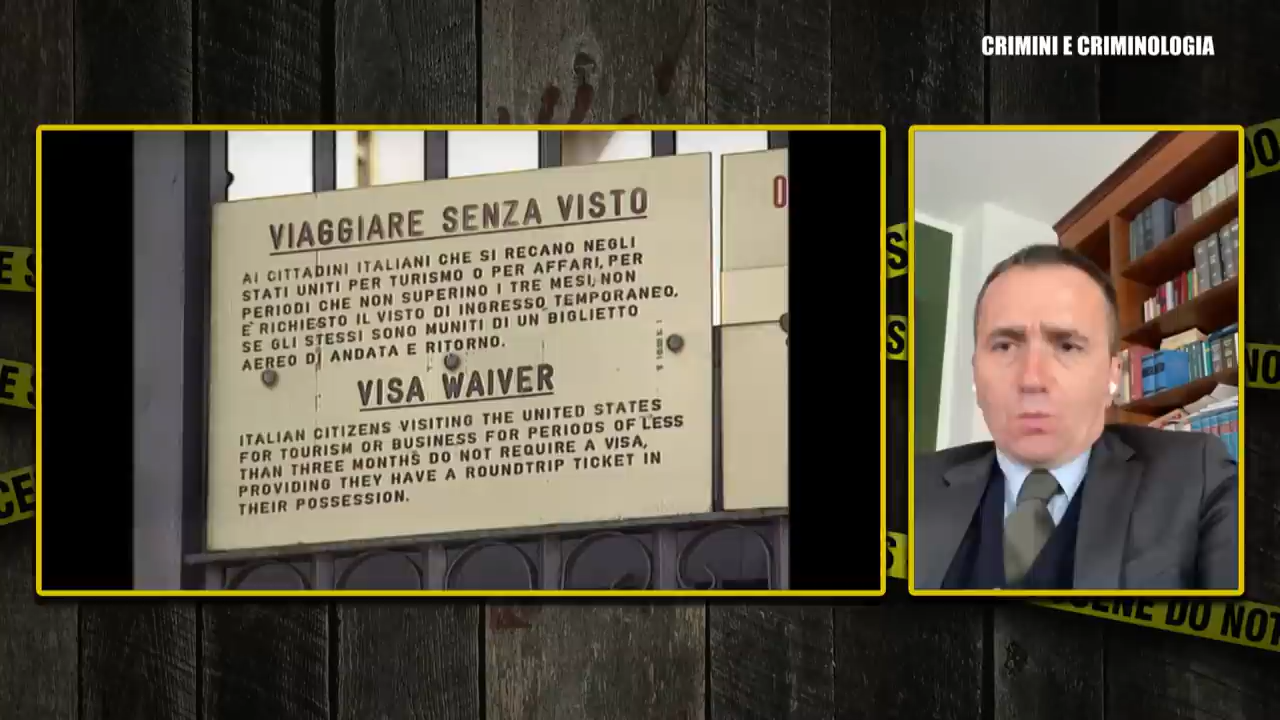 CRIMINI E CRIMINOLOGIA
VIAGGIARE SENZA VISTO
AI CITTADINI ITALIANI CHE SI RECANO NEGLI
STATI UNITI PER TURISMO O PER AFFARI, PER
PERIODI CHE NON SUPERINO I TRE MESI, NON
E' RICHIESTO IL VISTO DI INGRESSO TEMPORANEO,
SE GLI STESSI SONO MUNITI DI UN BIGLIETTO
AEREO DI ANDATA E RITORNO.
VISA WAIVER
ITALIAN CITIZENS VISITING THE UNITED STATES
FOR TOURISM OR BUSINESS FOR PERIODS OF LESS
THAN THREE MONTHS DO NOT REQUIRE A VISA,
PROVIDING THEY HAVE A ROUNDTRIP TICKET IN
THEIR POSSESSION.
DO NOT